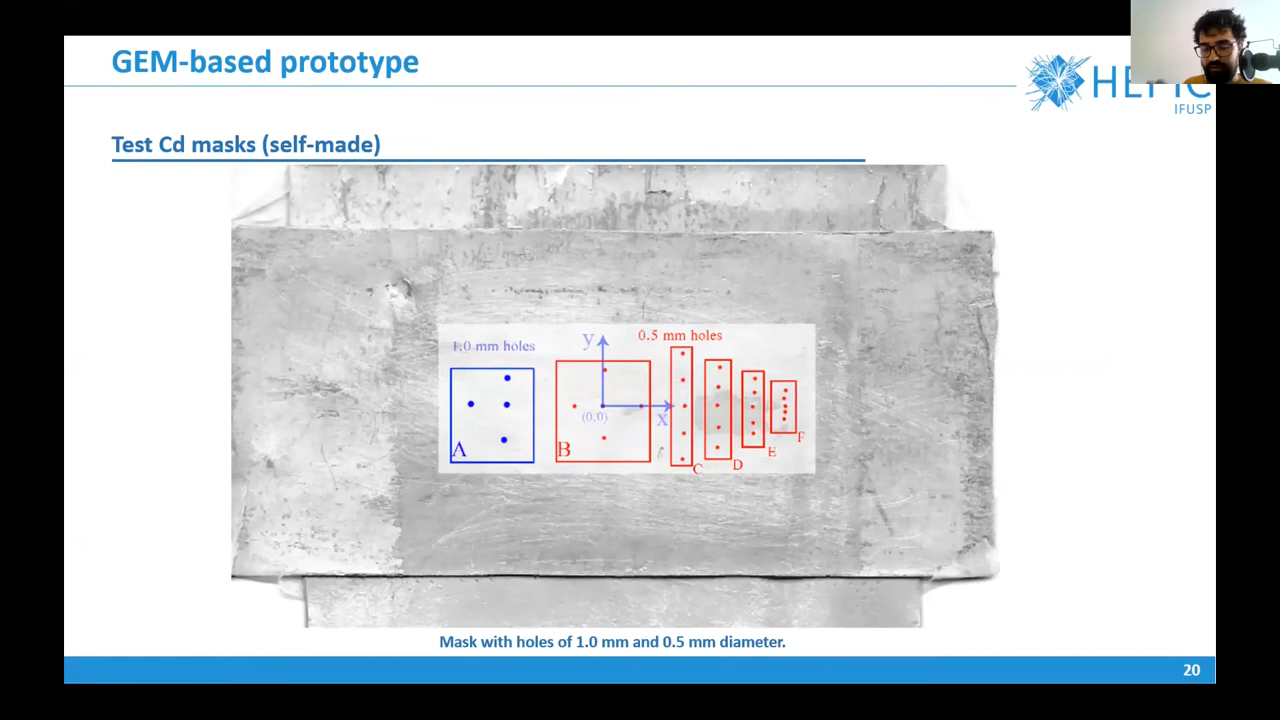 GEM-based prototype
IFUSP
Test Cd masks (self-made)
1.0 mm holes
y
0.5 mm holes
(0,0)
x
A
B
C
D
E
F
Mask with holes of 1.0 mm and 0.5 mm diameter.
20